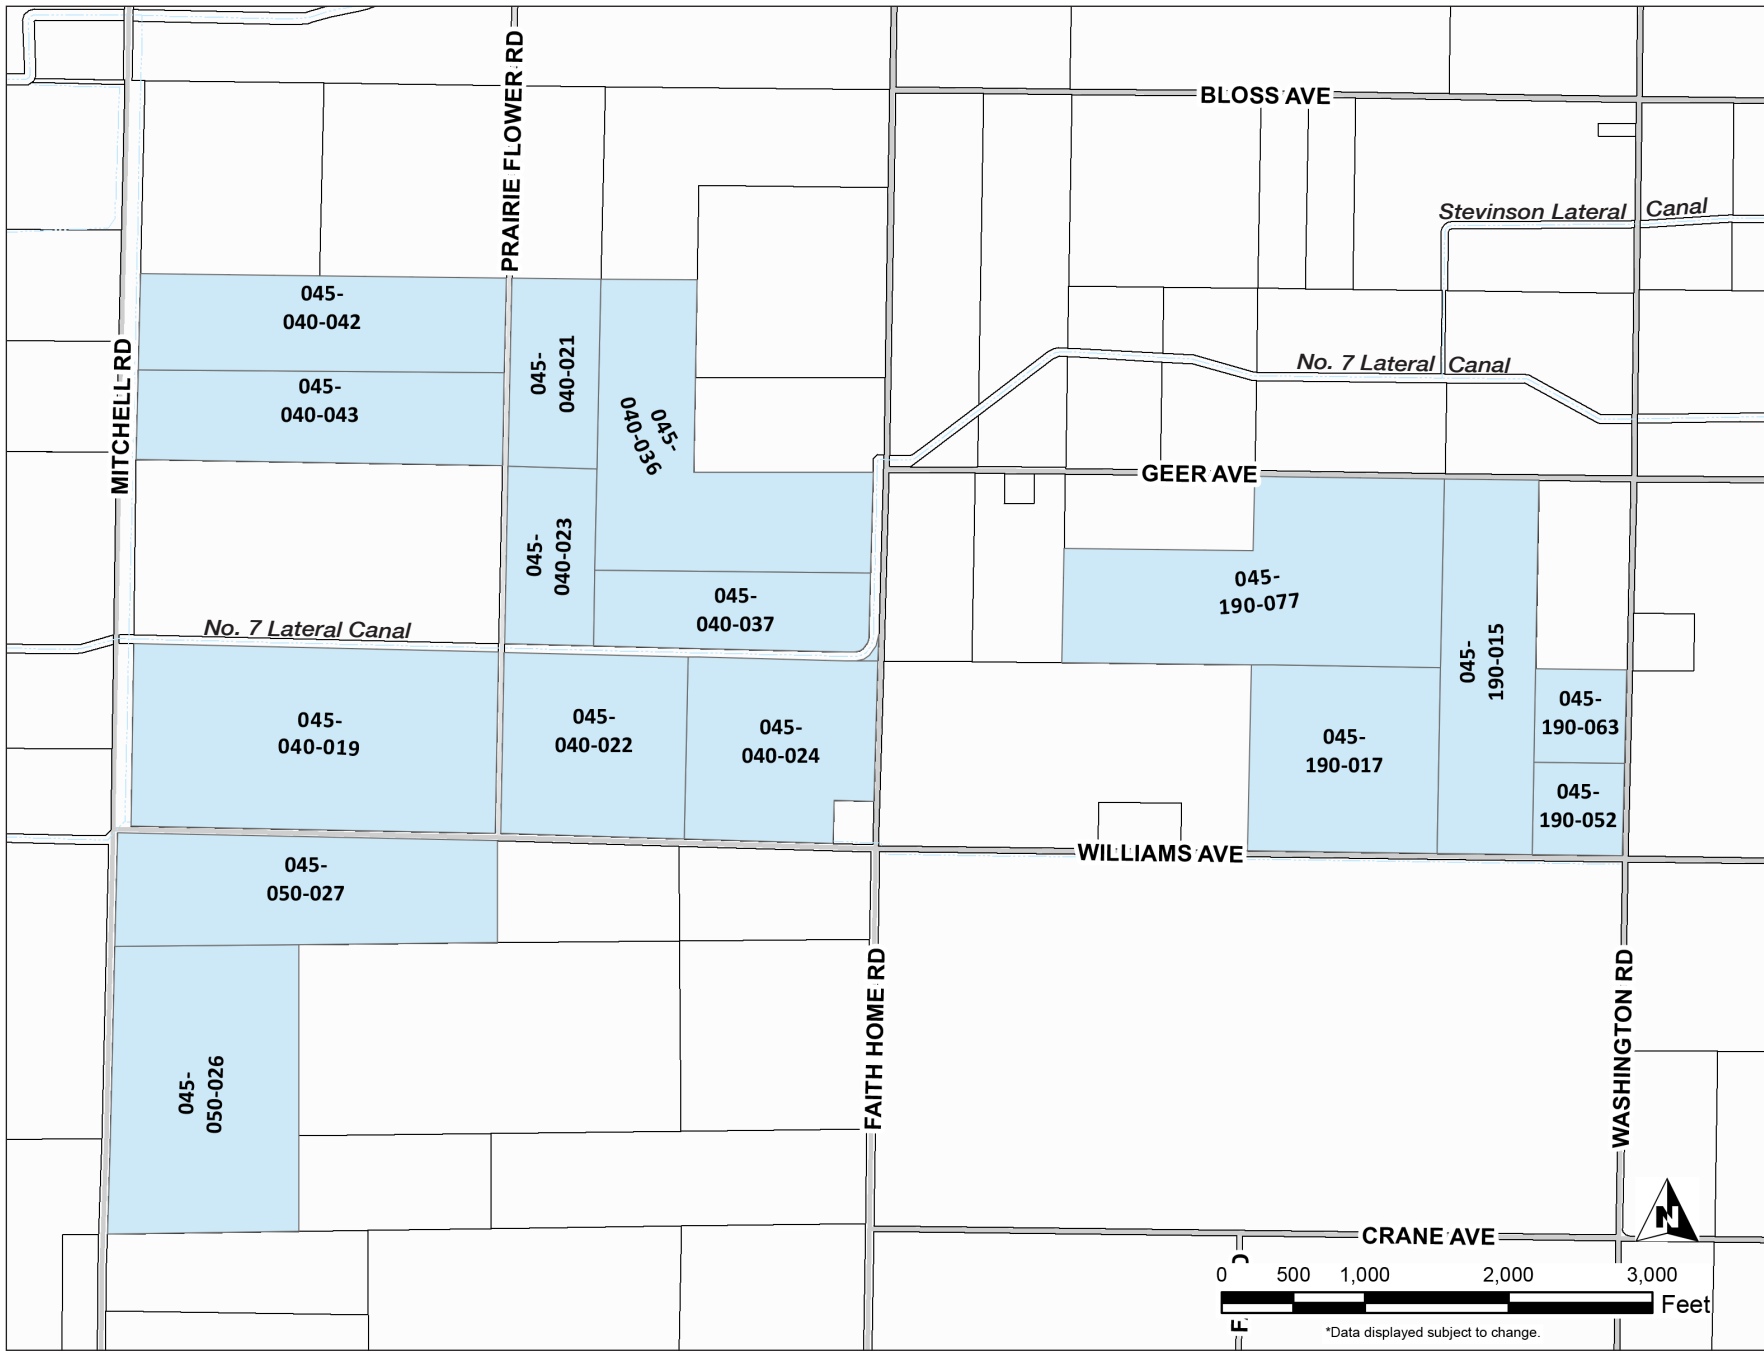 PRAIRIE FLOWER RD
BLOSS AVE
Stevinson Lateral Canal
045-
040-042
045-
040-021
MITCHELL RD
No. 7 Lateral Canal
045-
040-043
045-
040-036
GEER AVE
045-
040-023
045-
190-077
045-
040-037
No. 7 Lateral Canal
045-
190-015
045-
040-019
045-
040-022
045-
040-024
045-
190-017
045-
190-063
045-
190-052
WILLIAMS AVE
045-
050-027
FAITH HOME RD
WASHINGTON RD
045-
050-026
N
CRANE AVE
0 500 1,000 2,000 3,000
Feet
*Data displayed subject to change.